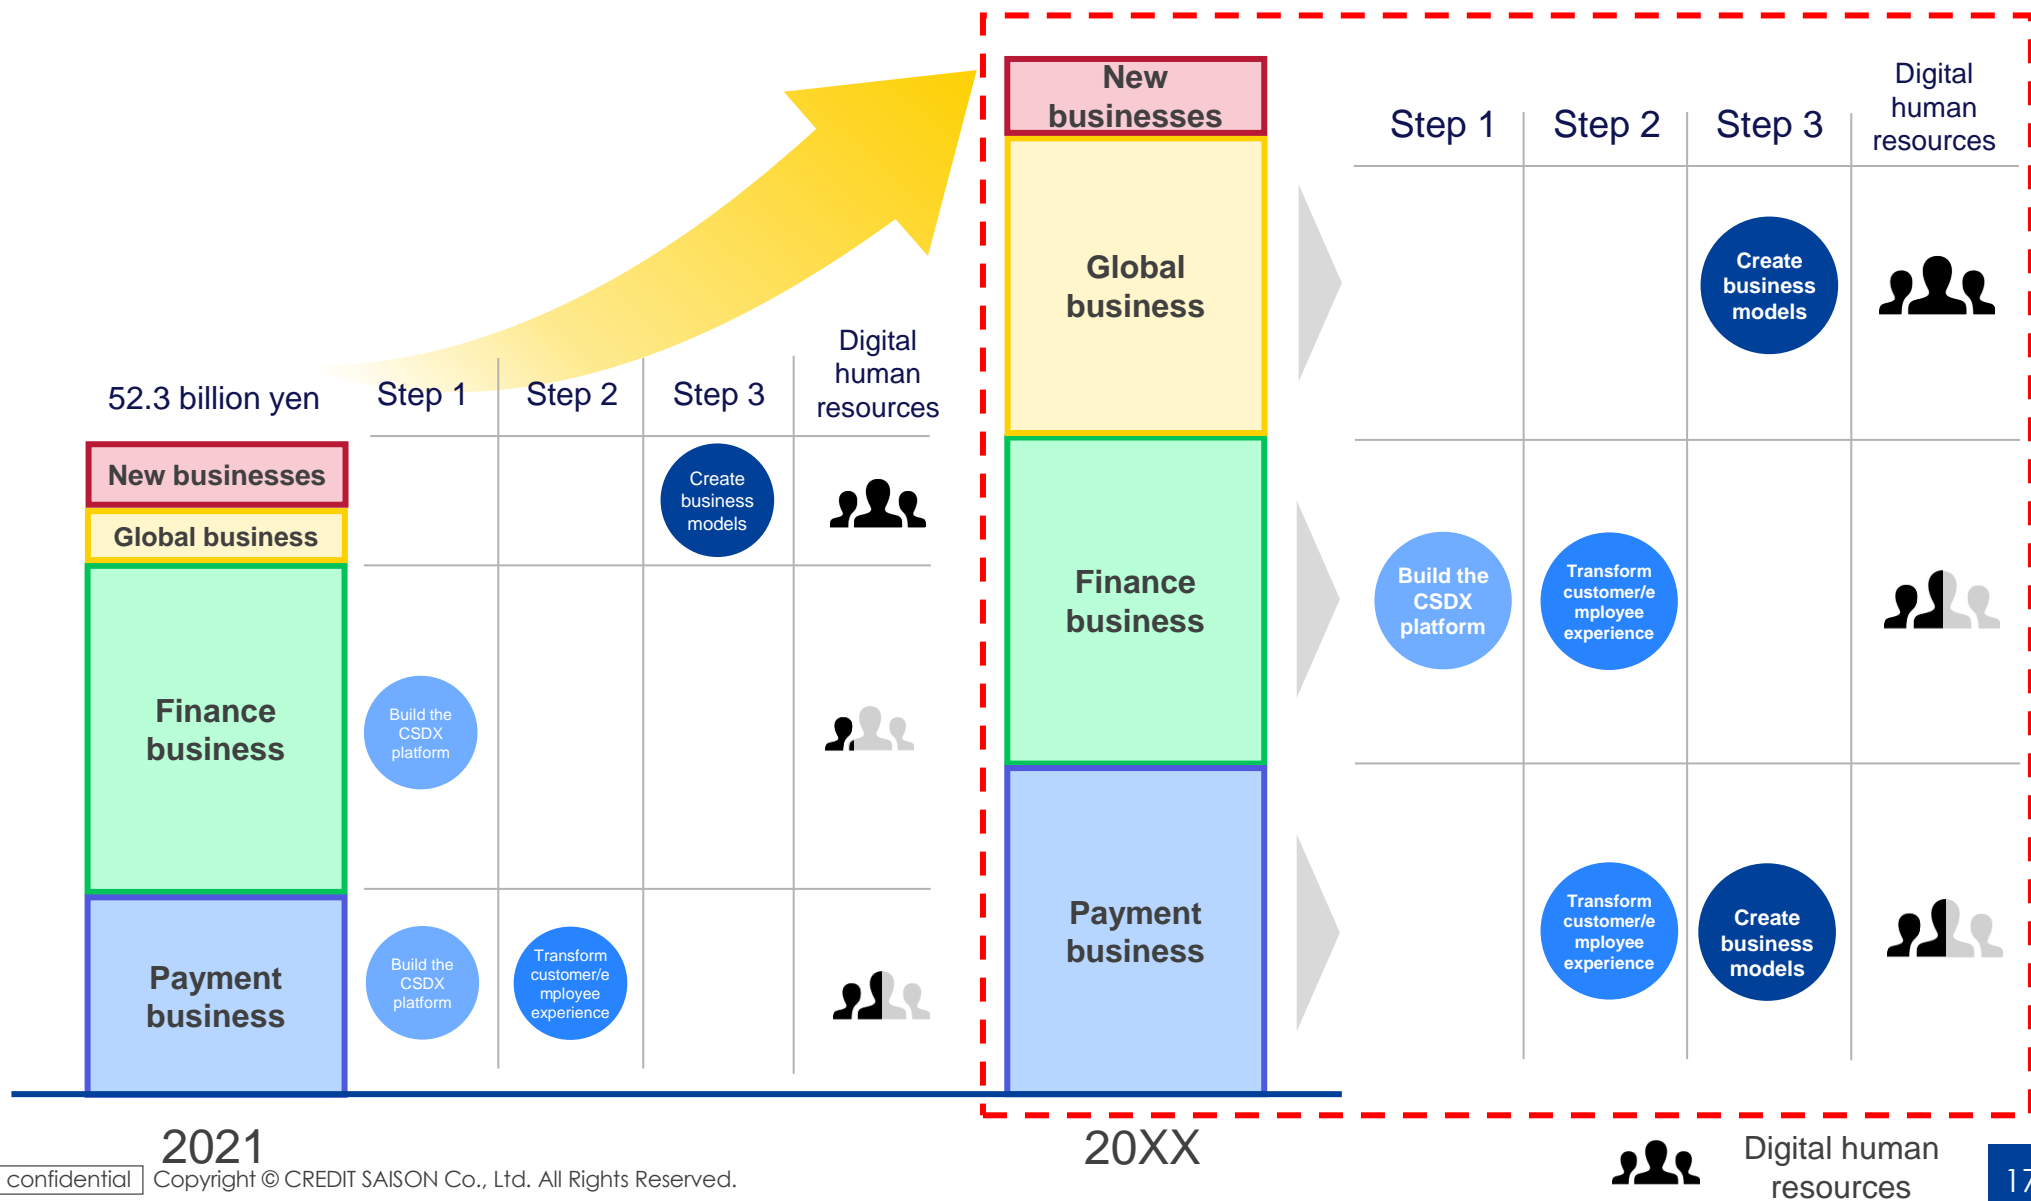 New
businesses
Global
business
Finance
business
Payment
business
Step 1
Step 2
Step 3
Digital
human
resources
Create
business
models
Build the
CSDX
platform
Transform
customer/e
mployee
experience
Transform
customer/e
mployee
experience
Create
business
models
52.3 billion yen
Step 1
Step 2
Step 3
Digital
human
resources
New businesses
Global business
Finance
business
Payment
business
Create
business
models
Build the
CSDX
platform
Build the
CSDX
platform
Transform
customer/e
mployee
experience
2021
20XX
Digital human
resources
confidential
Copyright © CREDIT SAISON Co., Ltd. All Rights Reserved.
17